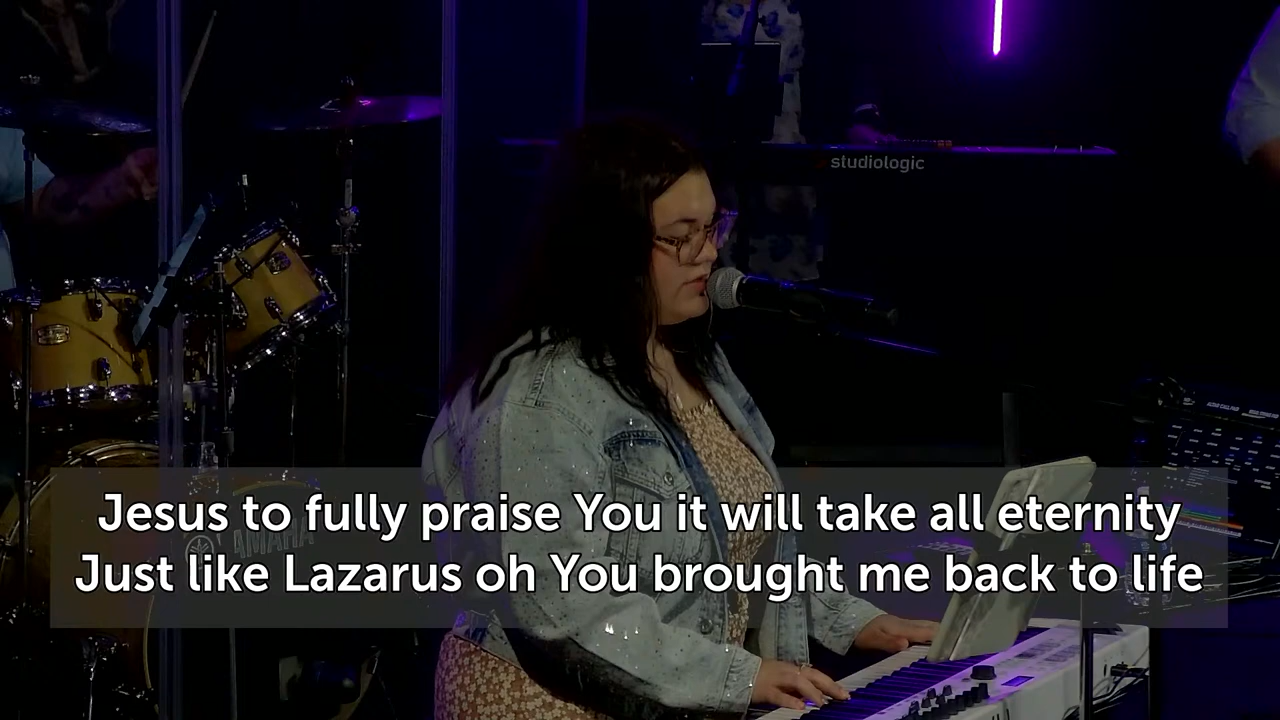 studiologic
Jesus to fully praise You it will take all eternity
Just like Lazarus oh You brought me back to life